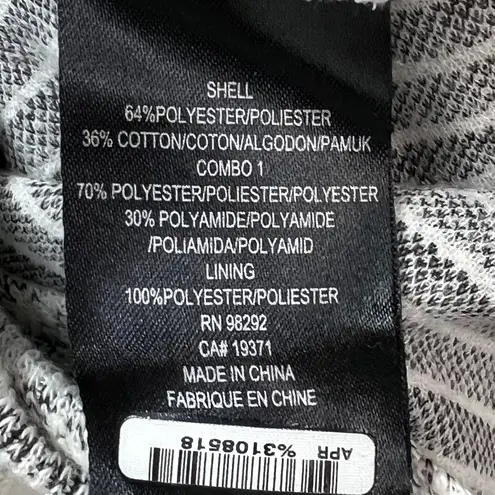 SHELL
64%POLYESTER/POLIESTER
36% COTTON/COTON/ALGODON/PAMUK
COMBO 1
70% POLYESTER/POLIESTER/POLYESTER
30% POLYAMIDE/POLYAMIDE
/POLIAMIDA/POLYAMID
LINING
100%POLYESTER/POLIESTER
RN 98292
CA# 19371
MADE IN CHINA
FABRIQUE EN CHINE
APR %3108518